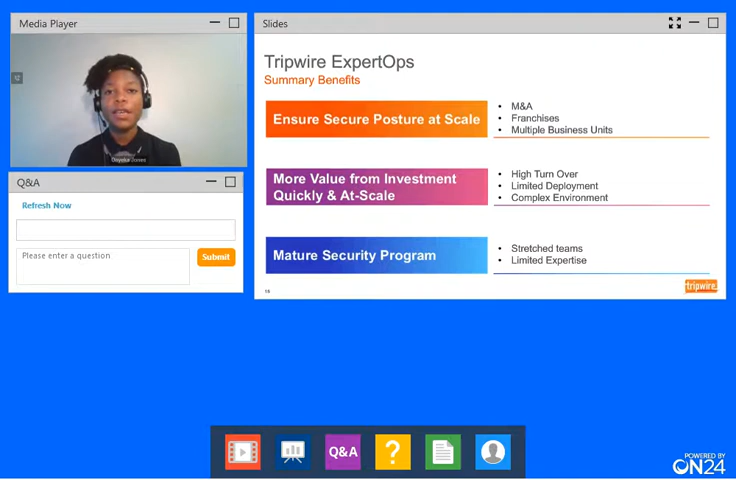 Media Player
Dayeka Jones
Q&A
Refresh Now
Please enter a question
Submit
Slides
Tripwire ExpertOps
Summary Benefits
Ensure Secure Posture at Scale
• M&A
• Franchises
• Multiple Business Units
More Value from Investment
Quickly & At-Scale
• High Turn Over
• Limited Deployment
• Complex Environment
Mature Security Program
• Stretched teams
• Limited Expertise
tripwire
Q&A
?
POWERED BY
ON24